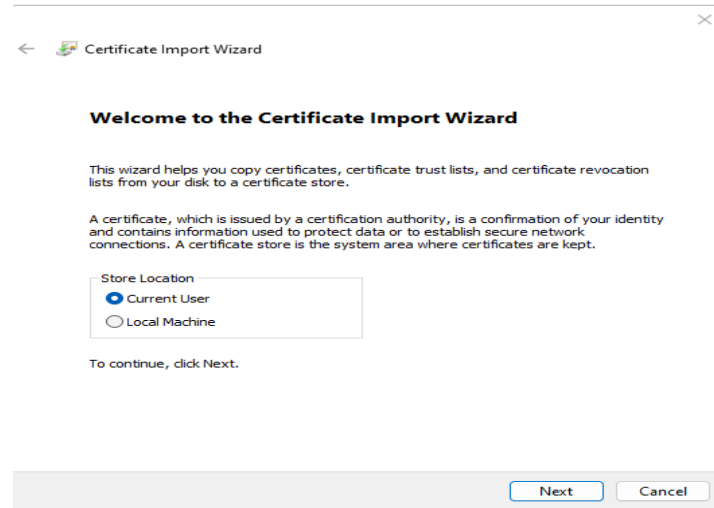 Certificate Import Wizard
Welcome to the Certificate Import Wizard
This wizard helps you copy certificates, certificate trust lists, and certificate revocation
lists from your disk to a certificate store.
A certificate, which is issued by a certification authority, is a confirmation of your identity
and contains information used to protect data or to establish secure network
connections. A certificate store is the system area where certificates are kept.
Store Location
Current User
Local Machine
To continue, click Next.
Next Cancel